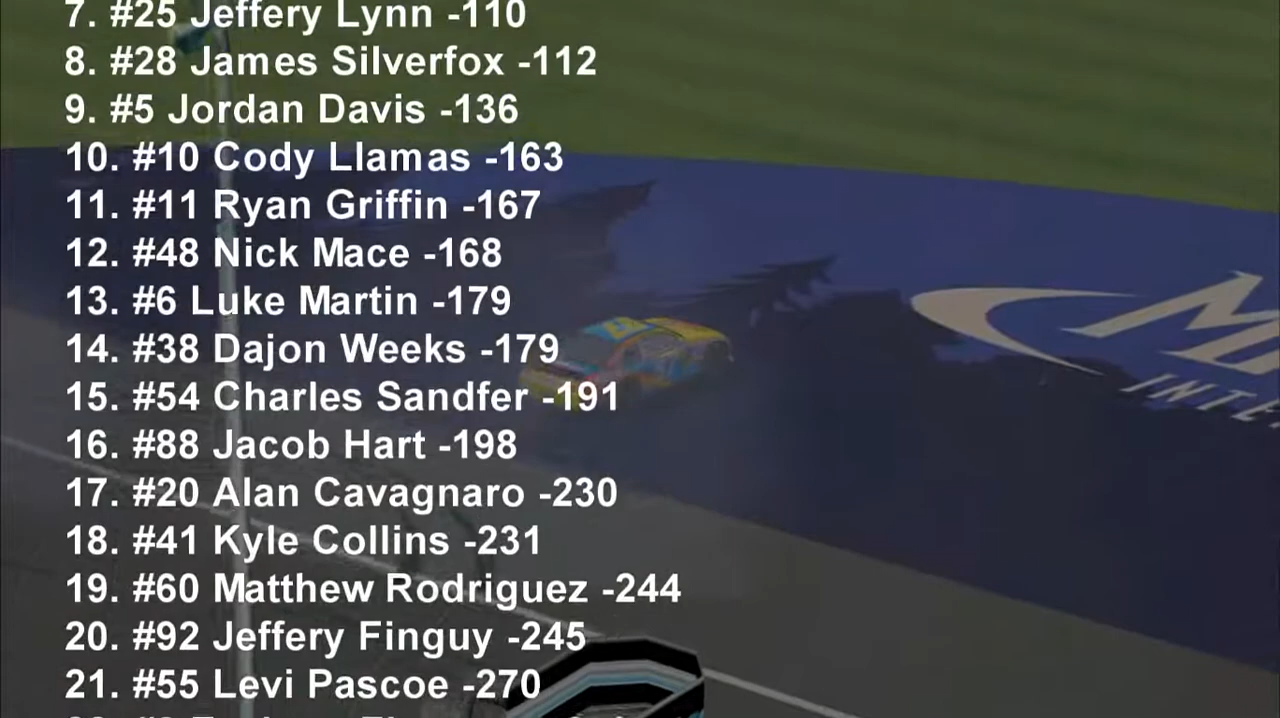 7. #25 Jeffery Lynn -110
8. #28 James Silverfox -112
9. #5 Jordan Davis -136
10. #10 Cody Llamas -163
11. #11 Ryan Griffin -167
12. #48 Nick Mace -168
13. #6 Luke Martin -179
14. #38 Dajon Weeks -179
15. #54 Charles Sandfer -191
16. #88 Jacob Hart -198
17. #20 Alan Cavagnaro -230
18. #41 Kyle Collins -231
19. #60 Matthew Rodriguez -244
20. #92 Jeffery Finguy -245
21. #55 Levi Pascoe -270